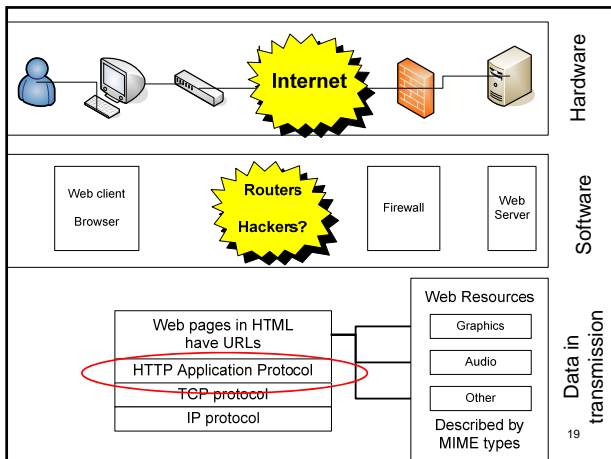 Internet
Hardware
Web client
Browser
Routers
Hackers?
Firewall
Web
Server
Software
Web pages in HTML
have URLs
HTTP Application Protocol
TCP protocol
IP protocol
Web Resources
Graphics
Audio
Other
Described by
MIME types
Data in
transmission
19